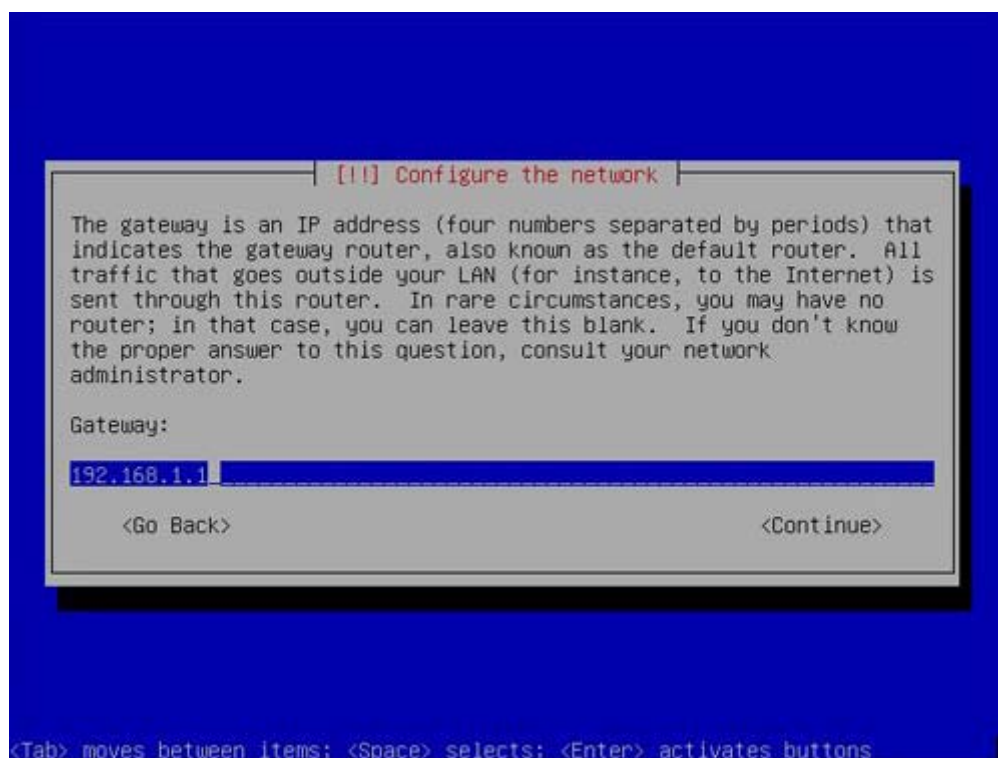 [!!] Configure the network
The gateway is an IP address (four numbers separated by periods) that
indicates the gateway router, also known as the default router.  All
traffic that goes outside your LAN (for instance, to the Internet) is
sent through this router.  In rare circumstances, you may have no
router; in that case, you can leave this blank.  If you don't know
the proper answer to this question, consult your network
administrator.
Gateway:
192.168.1.1
<Go Back> <Continue>
<Tab> moves between items; <Space> selects; <Enter> activates buttons